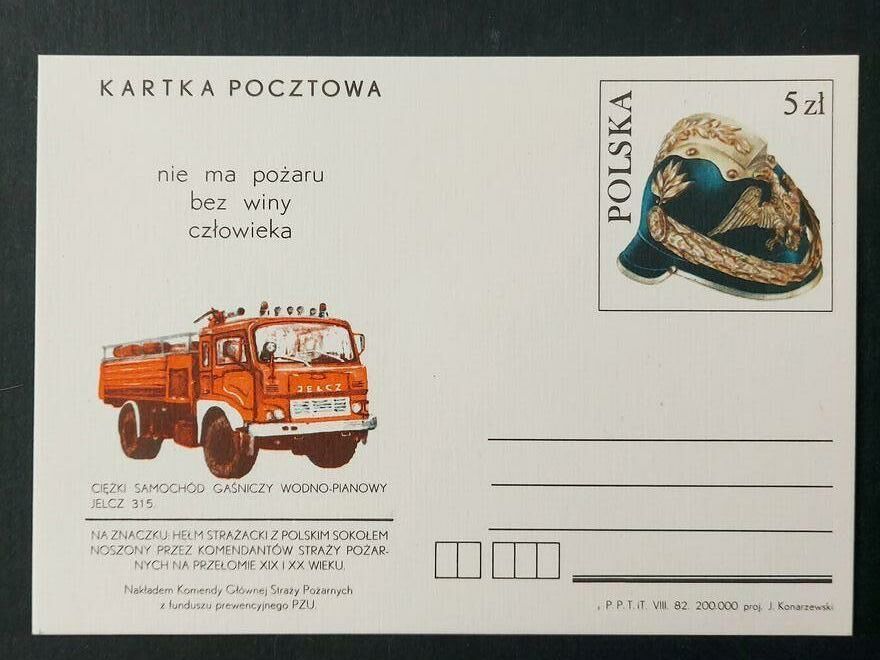 KARTKA POCZTOWA
5 zł
POLSKA
nie ma pożaru
bez winy
człowieka
JELCZ
CIĘŻKI SAMOCHÓD GAŚNICZY WODNO-PIANOWY
JELCZ 315.
NA ZNACZKU: HEŁM STRAŻACKI Z POLSKIM SOKOŁEM
NOSZONY PRZEZ KOMENDANTÓW STRAŻY POŻAR-
NYCH NA PRZEŁOMIE XIX I XX WIEKU.
Nakładem Komendy Głównej Straży Pożarnych
z funduszu prewencyjnego PZU.
P. P. T. iT. VIII. 82. 200.000 proj. J. Konarzewski